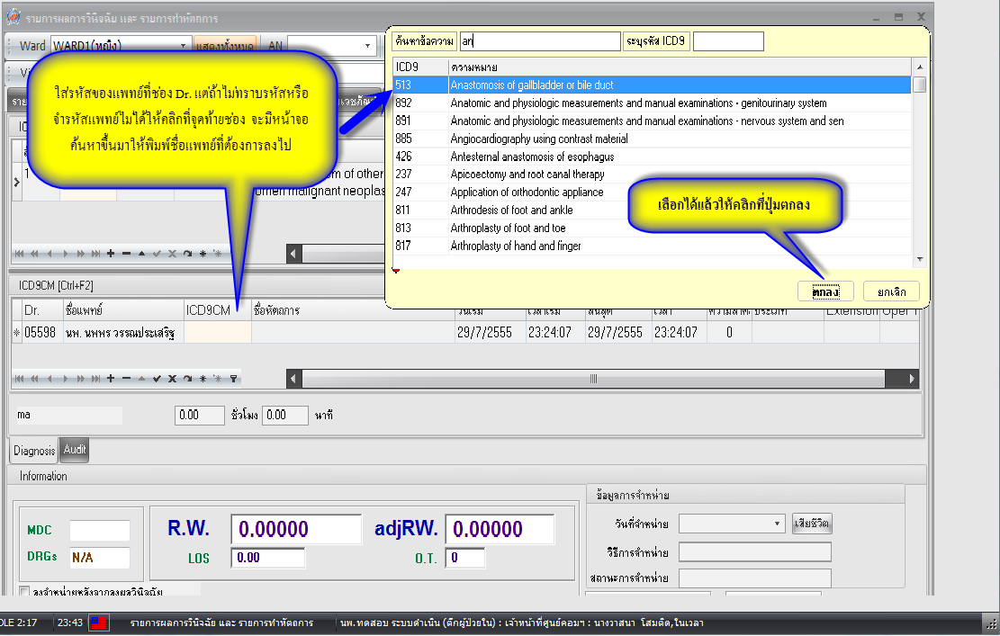 รายการผลการวินิจฉัย และ รายการทำหัตถการ
Ward WARD1(หญิง) แสดงทั้งหมด AN
ค้นหาข้อความ an ระบุรหัส ICD9
ICD9 ความหมาย
513 Anastomosis of gallbladder or bile duct
892 Anatomic and physiologic measurements and manual examinations - genitourinary system
891 Anatomic and physiologic measurements and manual examinations - nervous system and sen
885 Angiocardiography using contrast material
426 Antesternal anastomosis of esophagus
237 Apicoectomy and root canal therapy
247 Application of orthodontic appliance
811 Arthrodesis of foot and ankle
813 Arthroplasty of foot and toe
817 Arthroplasty of hand and finger
ตกลง ยกเลิก
ใส่รหัสของแพทย์ที่ช่อง Dr. แต่ถ้าไม่ทราบรหัสหรือ
จำรหัสแพทย์ไม่ได้ให้คลิกที่จุดท้ายช่อง จะมีหน้าจอ
ค้นหาขึ้นมาให้พิมพ์ชื่อแพทย์ที่ต้องการลงไป
เลือกได้แล้วให้คลิกที่ปุ่มตกลง
of other
malignant neoplas
ICD9CM [Ctrl+F2]
Dr. ชื่อแพทย์ ICD9CM ชื่อหัตถการ วันเริ่ม เวลาเริ่ม สิ้นสุด เวลา ประเภท Extension Oper T
05598 นพ. นพพร วรรณประเสริฐ 29/7/2555 23:24:07 29/7/2555 23:24:07 0
ma 0.00 ชั่วโมง 0.00 นาที
Diagnosis Audit
Information
MDC
DRGs N/A
R.W. 0.00000 adjRW. 0.00000
LOS 0.00 O.T. 0
ลงจำหน่ายหลังจากลงผลวินิจฉัย
ข้อมูลการจำหน่าย
วันที่จำหน่าย เสียชีวิต
วิธีการจำหน่าย
สถานะการจำหน่าย
DLE 2:17 23:43 รายการผลการวินิจฉัย และ รายการทำหัตถการ นพ.ทดสอบ ระบบดำเนิน (ตึกผู้ป่วยใน) : เจ้าหน้าที่ศูนย์คอมฯ : นางวาสนา โสมติด,ในเวลา